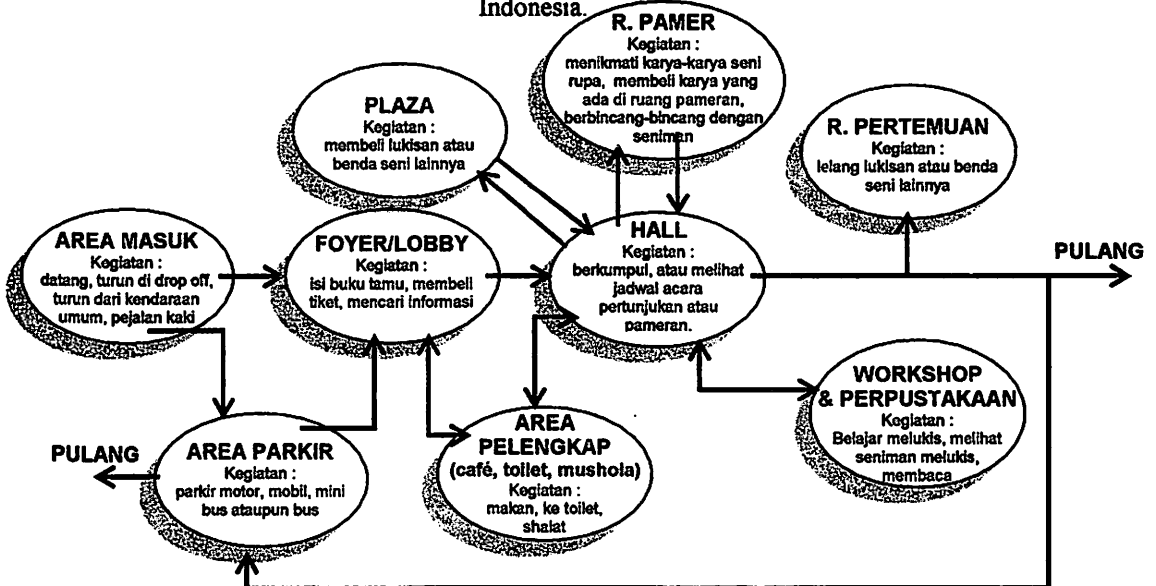 Indonesia.
R. PAMER
Kegiatan :
menikmati karya-karya seni
rupa, membeli karya yang
ada di ruang pameran,
berbincang-bincang dengan
seniman
PLAZA
Kegiatan :
membeli lukisan atau
benda seni lainnya
R. PERTEMUAN
Kegiatan :
lelang lukisan atau benda
seni lainnya
AREA MASUK
Kegiatan :
datang, turun di drop off,
turun dari kendaraan
umum, pejalan kaki
FOYER/LOBBY
Kegiatan :
isi buku tamu, membeli
tiket, mencari informasi
HALL
Kegiatan :
berkumpul, atau melihat
jadwal acara
pertunjukan atau
pameran.
PULANG
WORKSHOP
& PERPUSTAKAAN
Kegiatan :
Belajar melukis, melihat
seniman melukis,
membaca
PULANG
AREA PARKIR
Kegiatan :
parkir motor, mobil, mini
bus ataupun bus
AREA
PELENGKAP
(café, toilet, mushola)
Kegiatan :
makan, ke toilet,
shalat